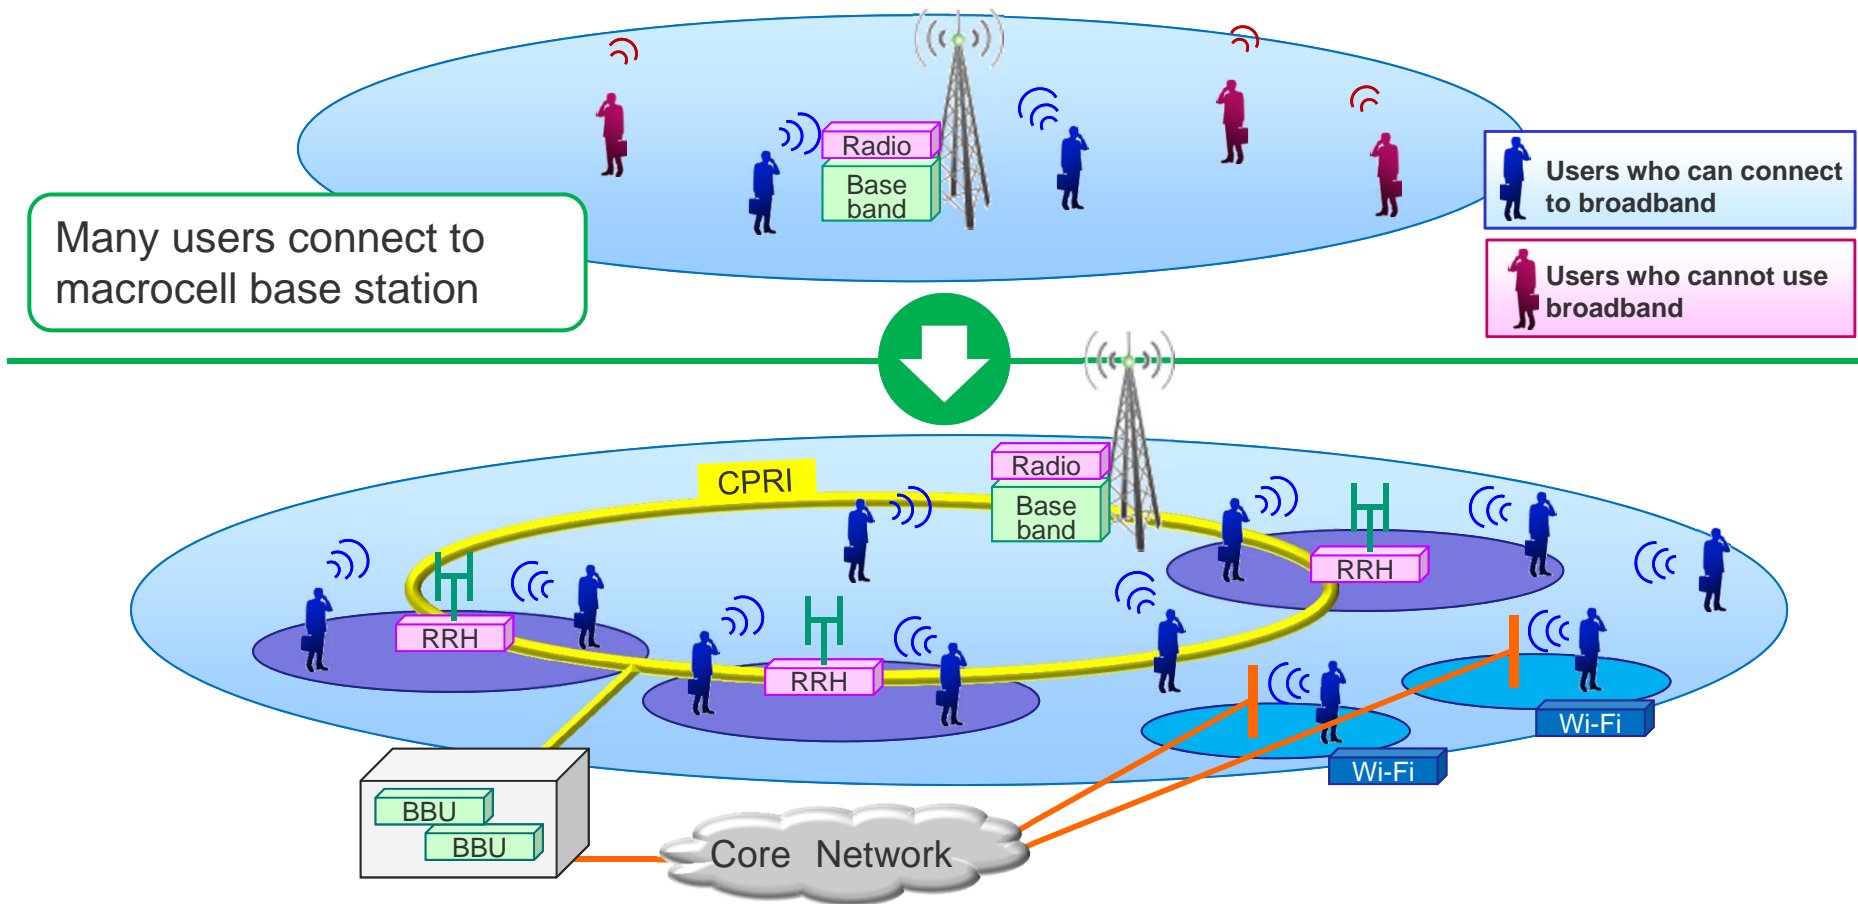 Radio
Base
band
Users who can connect
to broadband
Many users connect to
macrocell base station
Users who cannot use
broadband
CPRI
Radio
Base
band
RRH
RRH
RRH
Wi-Fi
Wi-Fi
BBU
BBU
Core Network